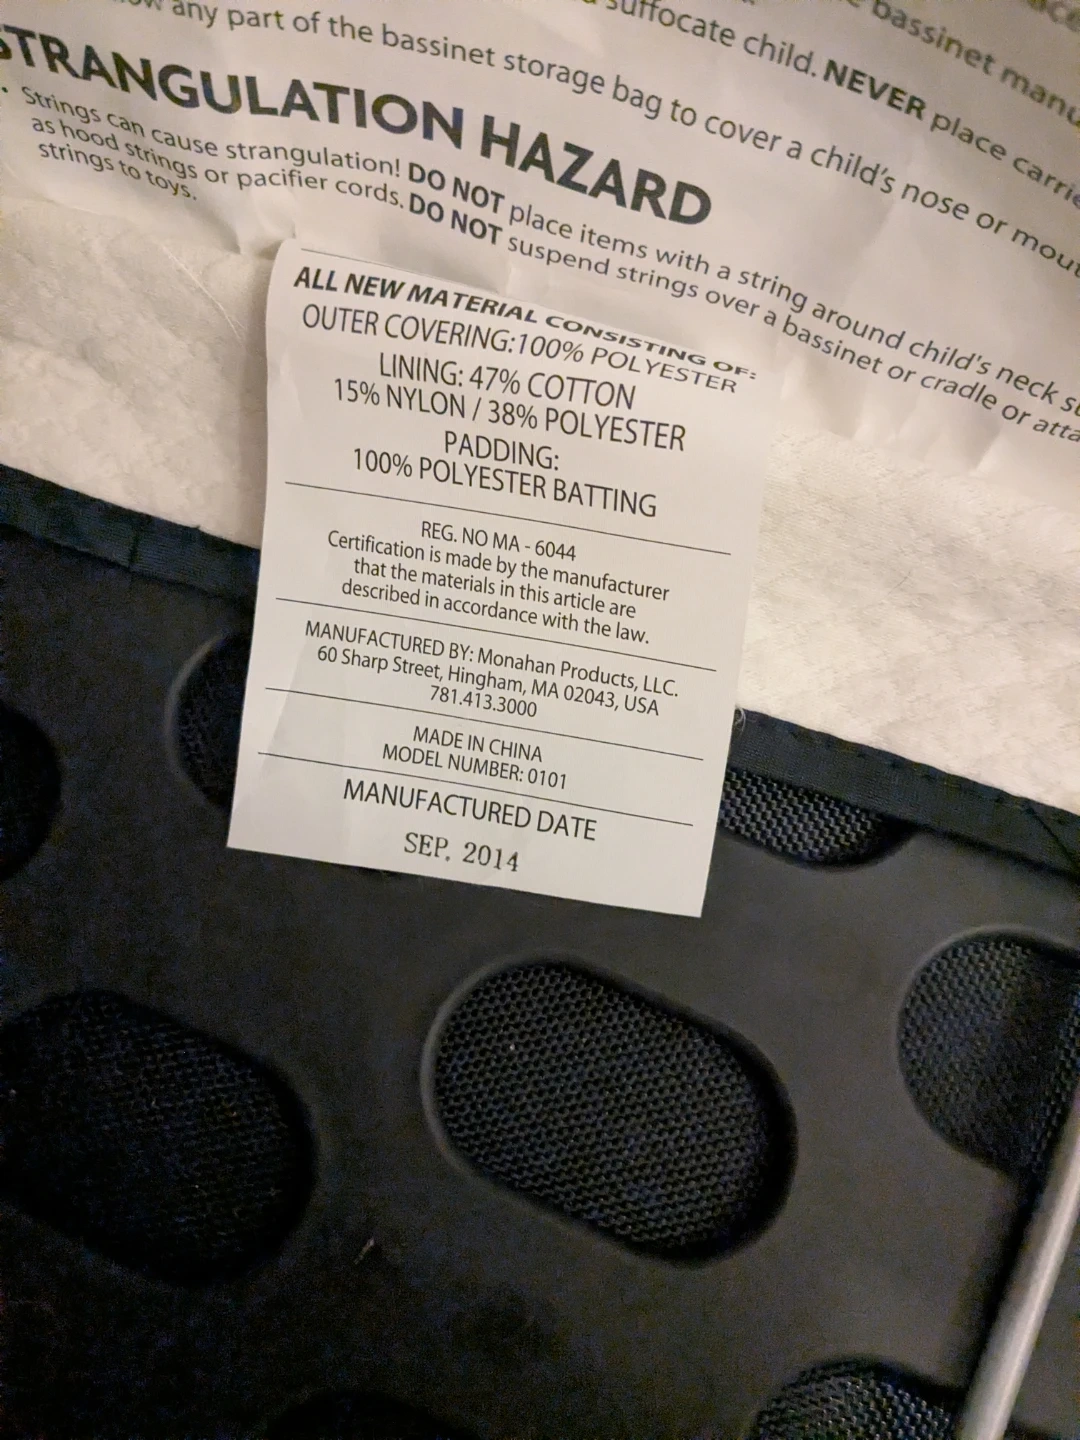 bassinet manu
suffocate child. NEVER place carrie
any part of the bassinet storage bag to cover a child's nose or mout
STRANGULATION HAZARD
• Strings can cause strangulation! DO NOT place items with a string around child's neck su
as hood strings or pacifier cords. DO NOT suspend strings over a bassinet or cradle or atta
strings to toys.
ALL NEW MATERIAL CONSISTING OF:
OUTER COVERING:100% POLYESTER
LINING: 47% COTTON
15% NYLON / 38% POLYESTER
PADDING:
100% POLYESTER BATTING
REG. NO MA - 6044
Certification is made by the manufacturer
that the materials in this article are
described in accordance with the law.
MANUFACTURED BY: Monahan Products, LLC.
60 Sharp Street, Hingham, MA 02043, USA
781.413.3000
MADE IN CHINA
MODEL NUMBER: 0101
MANUFACTURED DATE
SEP. 2014